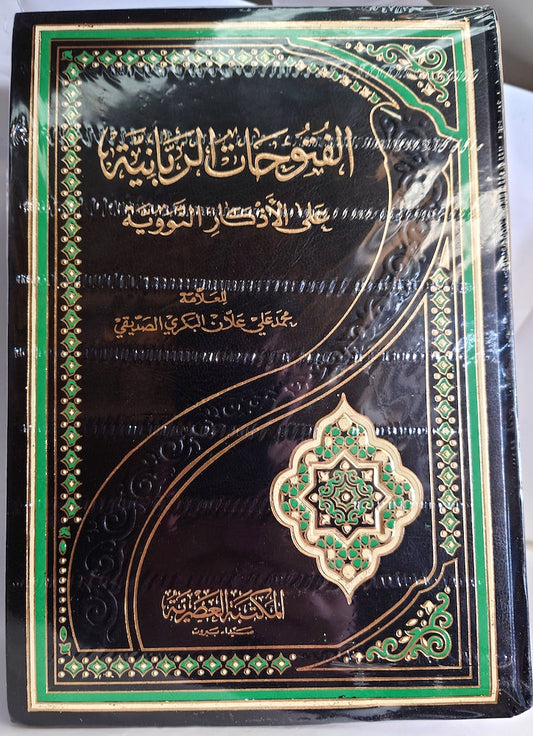 الفتوحات الربانية
على الأذكار النووية
للعلامة
محمد علي علان البكري الصديقي
المكتبة العصرية
صيدا - بيروت